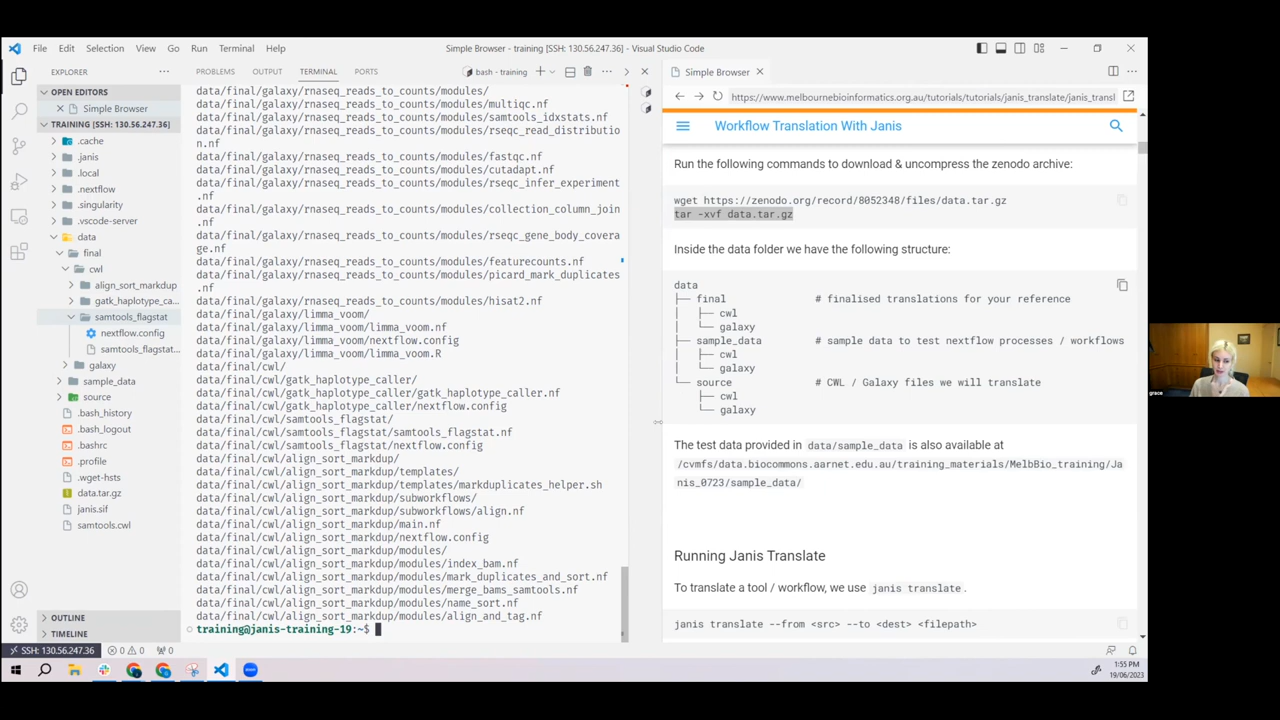 File Edit Selection View Go Run Terminal Help
Simple Browser - training [SSH: 130.56.247.36] - Visual Studio Code
EXPLORER
OPEN EDITORS
Simple Browser
TRAINING [SSH: 130.56.247.36]
.cache
.janis
.local
.nextflow
.singularity
.vscode-server
data
final
cwl
align_sort_markdup
gatk_haplotype_ca...
samtools_flagstat
nextflow.config
samtools_flagstat...
galaxy
sample_data
source
.bash_history
.bash_logout
.bashrc
.profile
.wget-hsts
data.tar.gz
janis.sif
samtools.cwl
OUTLINE
TIMELINE
PROBLEMS OUTPUT TERMINAL PORTS
bash - training
data/final/galaxy/rnaseq_reads_to_counts/modules/
data/final/galaxy/rnaseq_reads_to_counts/modules/multiqc.nf
data/final/galaxy/rnaseq_reads_to_counts/modules/samtools_idxstats.nf
data/final/galaxy/rnaseq_reads_to_counts/modules/rseqc_read_distributio
n.nf
data/final/galaxy/rnaseq_reads_to_counts/modules/fastqc.nf
data/final/galaxy/rnaseq_reads_to_counts/modules/cutadapt.nf
data/final/galaxy/rnaseq_reads_to_counts/modules/rseqc_infer_experiment
.nf
data/final/galaxy/rnaseq_reads_to_counts/modules/collection_column_join
.nf
data/final/galaxy/rnaseq_reads_to_counts/modules/rseqc_gene_body_covera
ge.nf
data/final/galaxy/rnaseq_reads_to_counts/modules/featurecounts.nf
data/final/galaxy/rnaseq_reads_to_counts/modules/picard_mark_duplicates
.nf
data/final/galaxy/rnaseq_reads_to_counts/modules/hisat2.nf
data/final/galaxy/limma_voom/
data/final/galaxy/limma_voom/limma_voom.nf
data/final/galaxy/limma_voom/nextflow.config
data/final/galaxy/limma_voom/limma_voom.R
data/final/cwl/
data/final/cwl/gatk_haplotype_caller/
data/final/cwl/gatk_haplotype_caller/gatk_haplotype_caller.nf
data/final/cwl/gatk_haplotype_caller/nextflow.config
data/final/cwl/samtools_flagstat/
data/final/cwl/samtools_flagstat/samtools_flagstat.nf
data/final/cwl/samtools_flagstat/nextflow.config
data/final/cwl/align_sort_markdup/
data/final/cwl/align_sort_markdup/templates/
data/final/cwl/align_sort_markdup/templates/markduplicates_helper.sh
data/final/cwl/align_sort_markdup/subworkflows/
data/final/cwl/align_sort_markdup/subworkflows/align.nf
data/final/cwl/align_sort_markdup/main.nf
data/final/cwl/align_sort_markdup/nextflow.config
data/final/cwl/align_sort_markdup/modules/
data/final/cwl/align_sort_markdup/modules/index_bam.nf
data/final/cwl/align_sort_markdup/modules/mark_duplicates_and_sort.nf
data/final/cwl/align_sort_markdup/modules/merge_bams_samtools.nf
data/final/cwl/align_sort_markdup/modules/name_sort.nf
data/final/cwl/align_sort_markdup/modules/align_and_tag.nf
training@janis-training-19:~$
Simple Browser
https://www.melbournebioinformatics.org.au/tutorials/tutorials/janis_translate/janis_transl
Workflow Translation With Janis
Run the following commands to download & uncompress the zenodo archive:
wget https://zenodo.org/record/8052348/files/data.tar.gz
tar -xvf data.tar.gz
Inside the data folder we have the following structure:
data
├── final # finalised translations for your reference
│ ├── cwl
│ └── galaxy
├── sample_data # sample data to test nextflow processes / workflows
│ ├── cwl
│ └── galaxy
└── source # CWL / Galaxy files we will translate
├── cwl
└── galaxy
The test data provided in data/sample_data is also available at
/cvmfs/data.biocommons.aarnet.edu.au/training_materials/MelbBio_training/Ja
nis_0723/sample_data/
Running Janis Translate
To translate a tool / workflow, we use janis translate .
janis translate --from <src> --to <dest> <filepath>
grace
SSH: 130.56.247.36 0 0 0
1:55 PM
19/06/2023